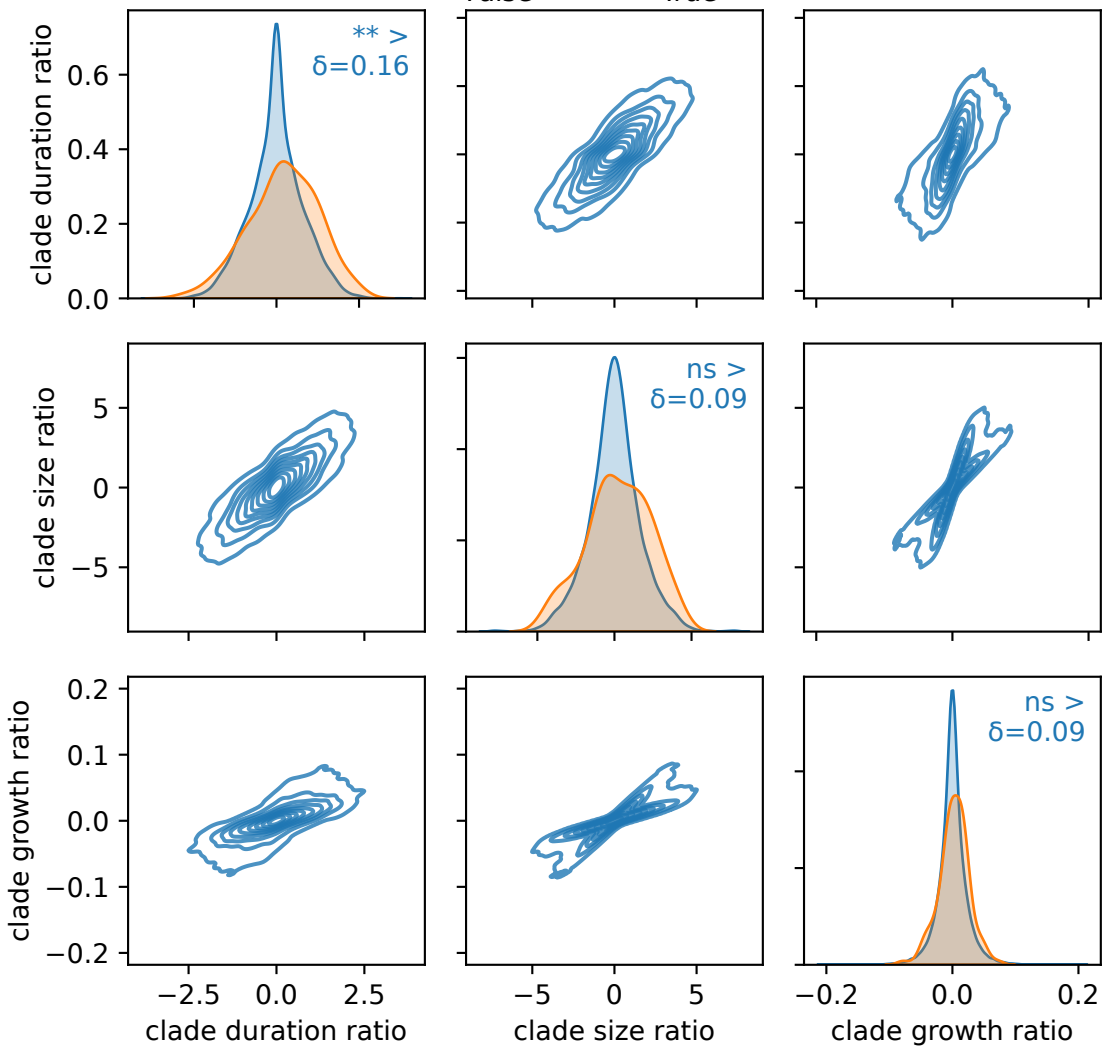 clade duration ratio
0.6
0.4
0.2
0.0
** >
δ=0.16
clade size ratio
5
0
−5
ns >
δ=0.09
clade growth ratio
0.2
0.1
0.0
−0.1
−0.2
ns >
δ=0.09
−2.5
0.0
2.5
−5
0
5
−0.2
0.0
0.2
clade duration ratio
clade size ratio
clade growth ratio